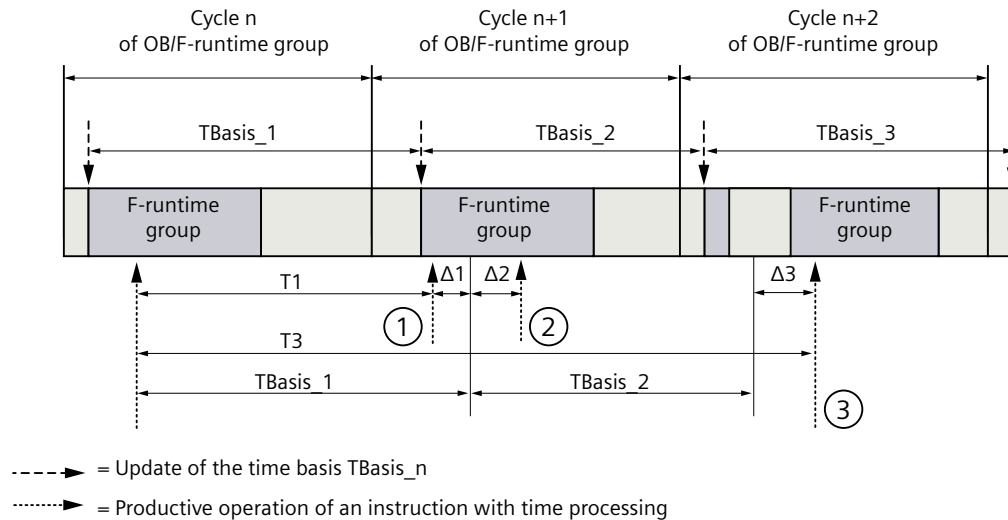 Cycle n
of OB/F-runtime group
Cycle n+1
of OB/F-runtime group
Cycle n+2
of OB/F-runtime group
TBasis_1
TBasis_2
TBasis_3
F-runtime
group
F-runtime
group
F-runtime
group
T1
Δ1
Δ2
Δ3
1
2
T3
TBasis_1
TBasis_2
3
= Update of the time basis TBasis_n
= Productive operation of an instruction with time processing